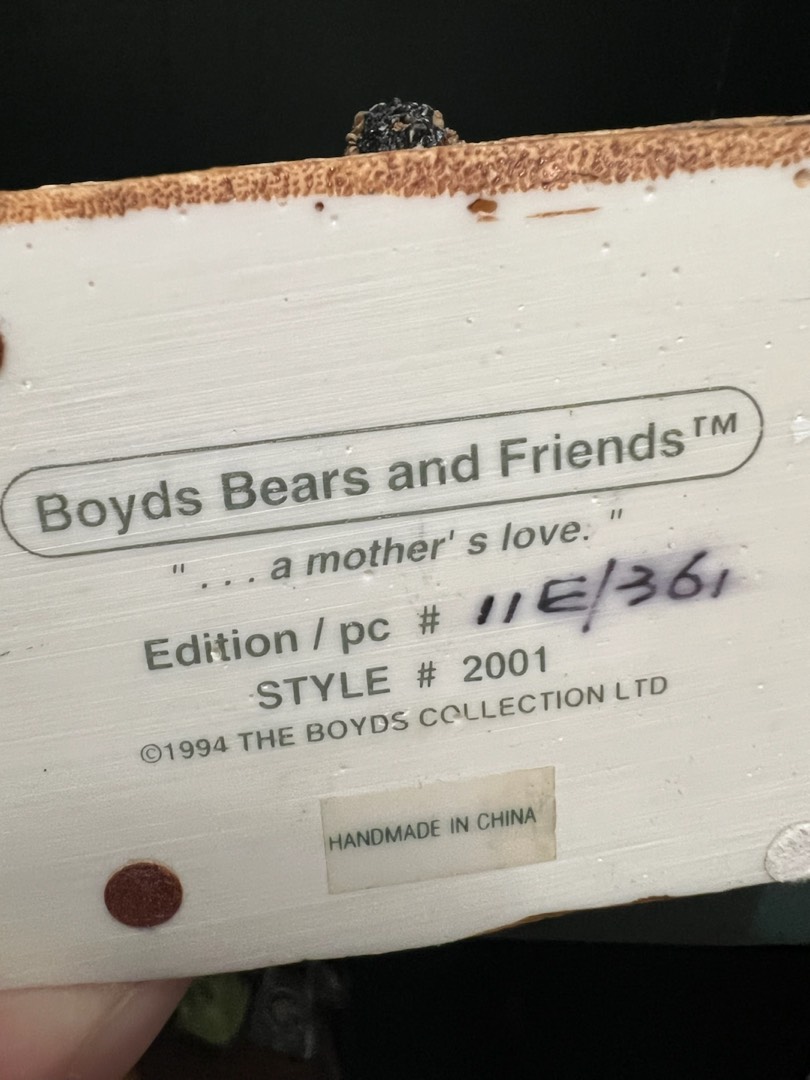 Boyds Bears and Friends™
"... a mother's love."
Edition / pc # 11E/361
STYLE # 2001
©1994 THE BOYDS COLLECTION LTD
HANDMADE IN CHINA